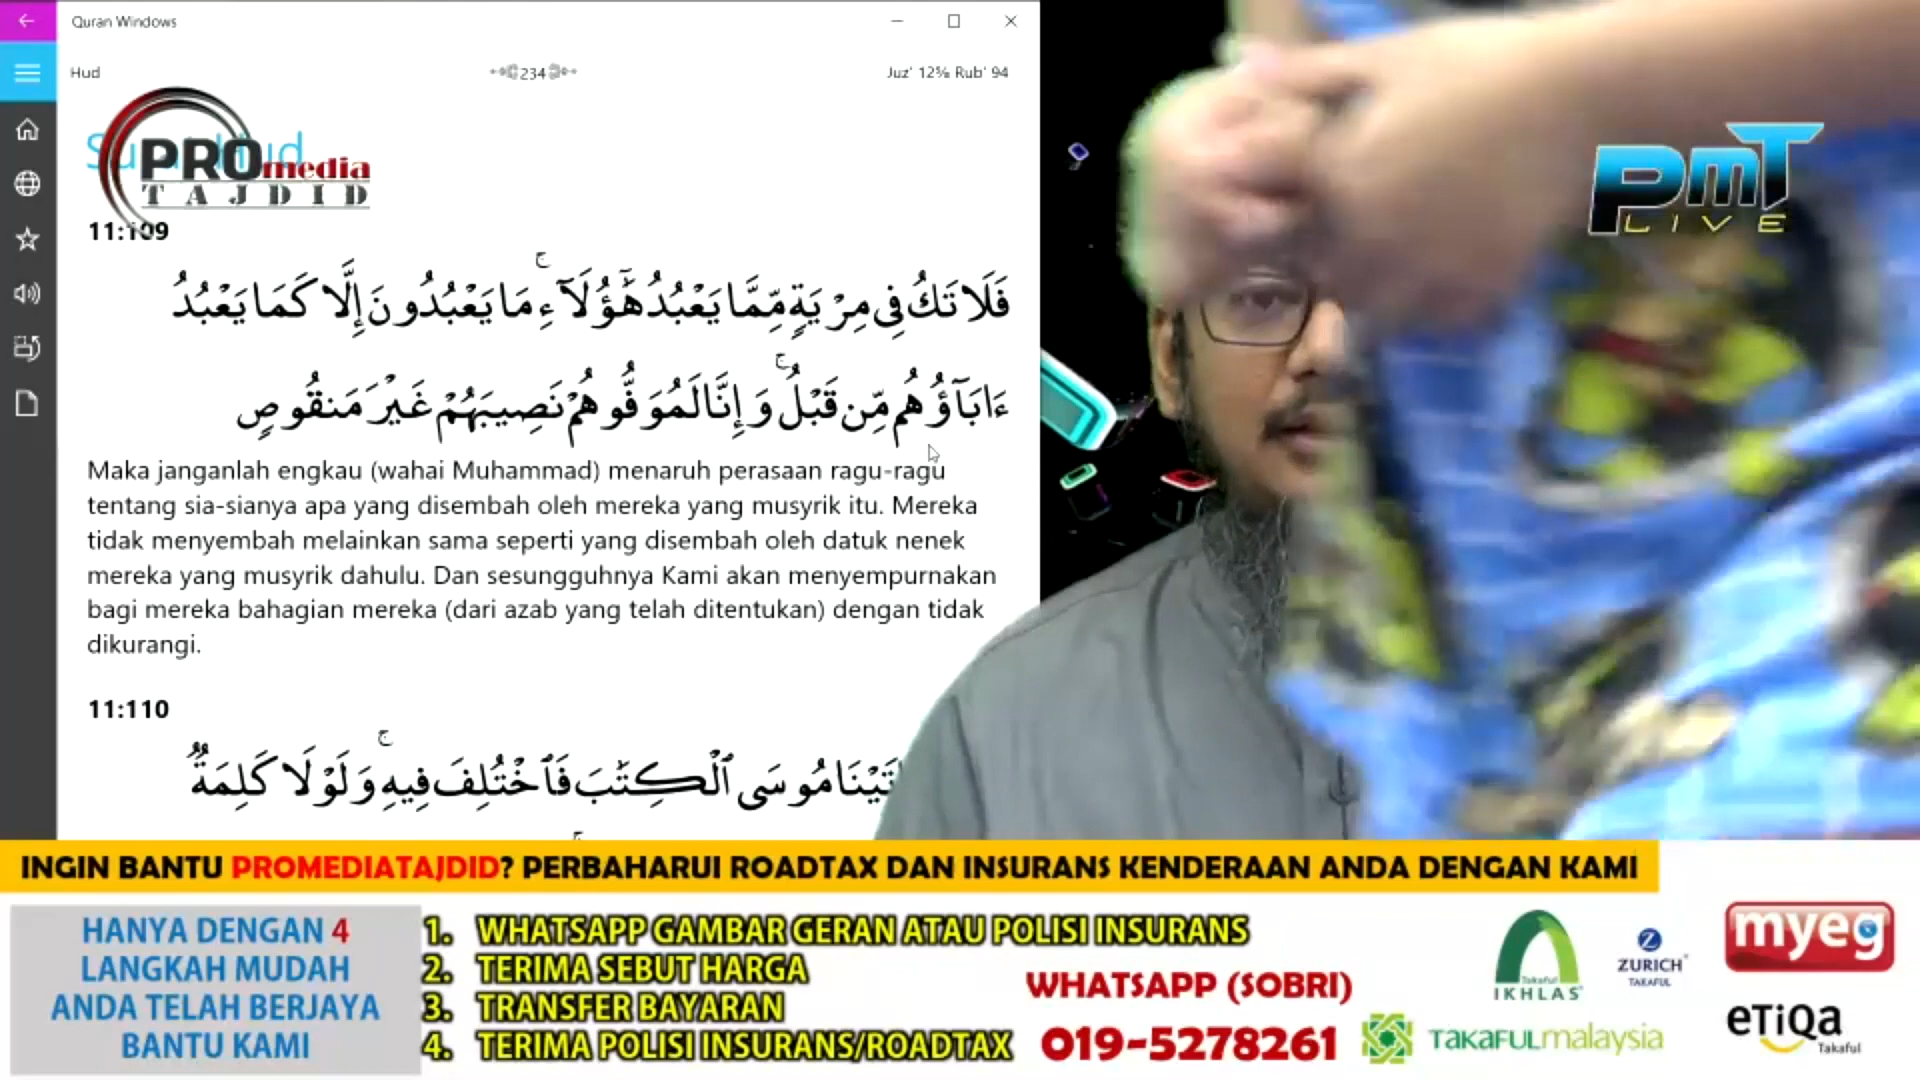 Quran Windows
Hud
234
Juz' 12⅝ Rub' 94
PROmedia
TAJDID
PMT
LIVE
11:109
فَلَا تَكُ فِى مِرْيَةٍ مِّمَّا يَعْبُدُ هَٰٓؤُلَآءِ ۚ مَا يَعْبُدُونَ إِلَّا كَمَا يَعْبُدُ
ءَابَآؤُهُم مِّن قَبْلُ ۚ وَإِنَّا لَمُوَفُّوهُمْ نَصِيبَهُمْ غَيْرَ مَنقُوصٍ
Maka janganlah engkau (wahai Muhammad) menaruh perasaan ragu-ragu
tentang sia-sianya apa yang disembah oleh mereka yang musyrik itu. Mereka
tidak menyembah melainkan sama seperti yang disembah oleh datuk nenek
mereka yang musyrik dahulu. Dan sesungguhnya Kami akan menyempurnakan
bagi mereka bahagian mereka (dari azab yang telah ditentukan) dengan tidak
dikurangi.
11:110
مُوسَى ٱلْكِتَٰبَ فَٱخْتُلِفَ فِيهِ ۚ وَلَوْلَا كَلِمَةٌ
INGIN BANTU PROMEDIATAJDID? PERBAHARUI ROADTAX DAN INSURANS KENDERAAN ANDA DENGAN KAMI
HANYA DENGAN 4
LANGKAH MUDAH
ANDA TELAH BERJAYA
BANTU KAMI
1. WHATSAPP GAMBAR GERAN ATAU POLISI INSURANS
2. TERIMA SEBUT HARGA
3. TRANSFER BAYARAN
4. TERIMA POLISI INSURANS/ROADTAX
WHATSAPP (SOBRI)
019-5278261
Takaful
IKHLAS
ZURICH
TAKAFUL
myeg
TAKAFULmalaysia
eTiQa
Takaful